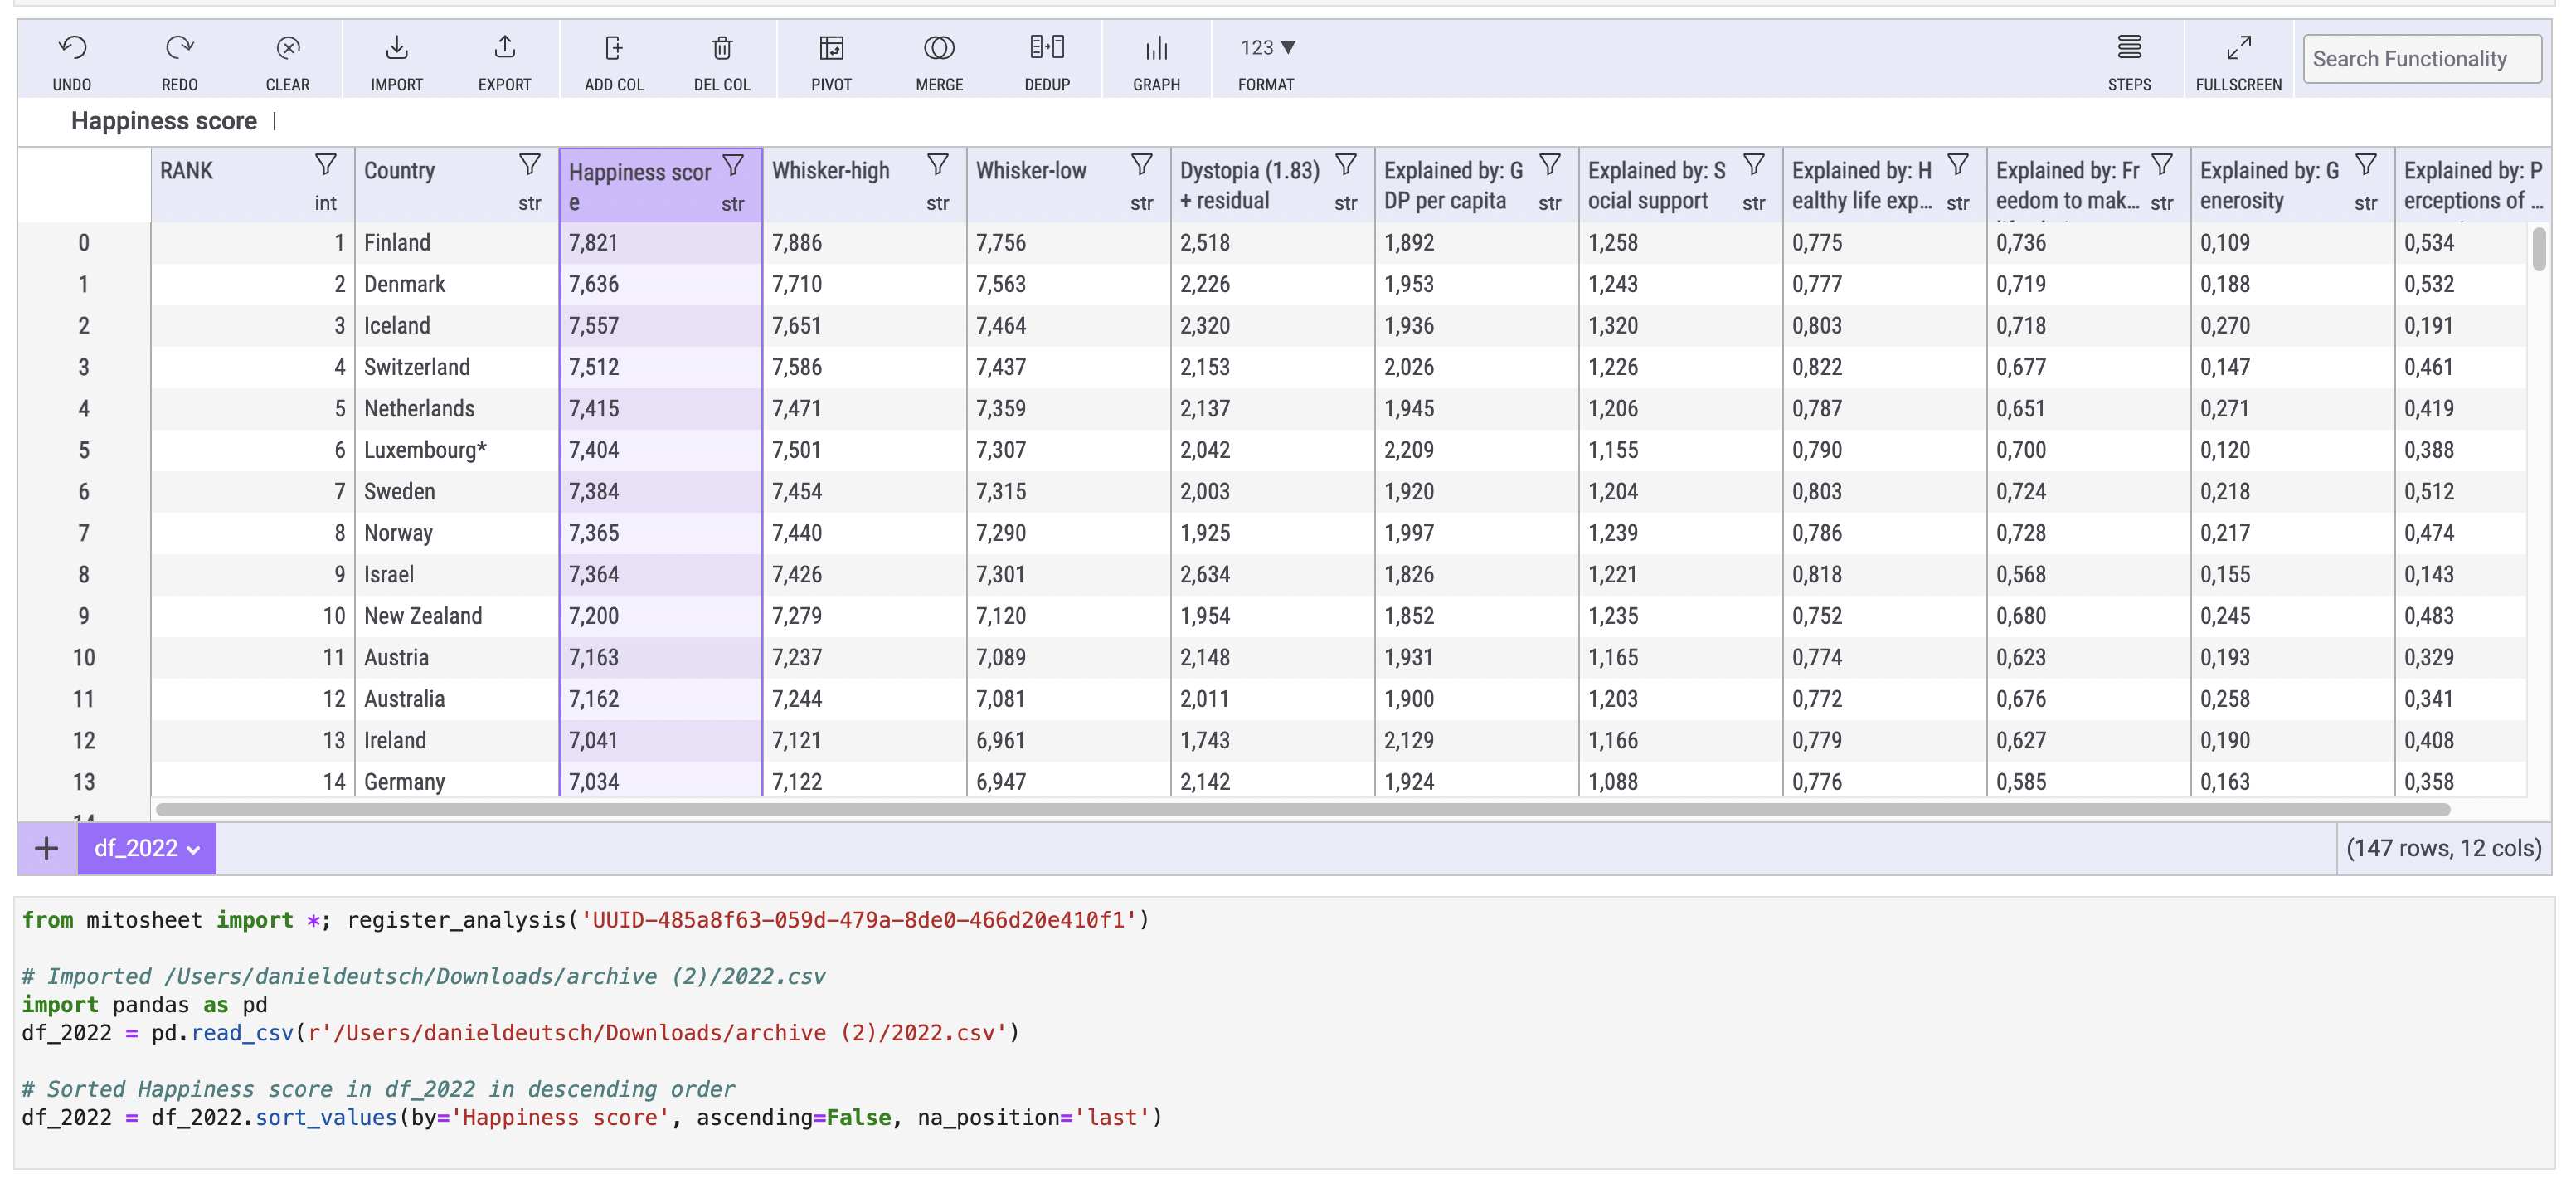 UNDO REDO CLEAR IMPORT EXPORT ADD COL DEL COL PIVOT MERGE DEDUP GRAPH 123 ▼ FORMAT STEPS FULLSCREEN Search Functionality
Happiness score
RANK int Country str Happiness scor e str Whisker-high str Whisker-low str Dystopia (1.83) + residual str Explained by: G DP per capita str Explained by: S ocial support str Explained by: H ealthy life exp... str Explained by: Fr eedom to mak... str Explained by: G enerosity str Explained by: P erceptions of ...
0 1 Finland 7,821 7,886 7,756 2,518 1,892 1,258 0,775 0,736 0,109 0,534
1 2 Denmark 7,636 7,710 7,563 2,226 1,953 1,243 0,777 0,719 0,188 0,532
2 3 Iceland 7,557 7,651 7,464 2,320 1,936 1,320 0,803 0,718 0,270 0,191
3 4 Switzerland 7,512 7,586 7,437 2,153 2,026 1,226 0,822 0,677 0,147 0,461
4 5 Netherlands 7,415 7,471 7,359 2,137 1,945 1,206 0,787 0,651 0,271 0,419
5 6 Luxembourg* 7,404 7,501 7,307 2,042 2,209 1,155 0,790 0,700 0,120 0,388
6 7 Sweden 7,384 7,454 7,315 2,003 1,920 1,204 0,803 0,724 0,218 0,512
7 8 Norway 7,365 7,440 7,290 1,925 1,997 1,239 0,786 0,728 0,217 0,474
8 9 Israel 7,364 7,426 7,301 2,634 1,826 1,221 0,818 0,568 0,155 0,143
9 10 New Zealand 7,200 7,279 7,120 1,954 1,852 1,235 0,752 0,680 0,245 0,483
10 11 Austria 7,163 7,237 7,089 2,148 1,931 1,165 0,774 0,623 0,193 0,329
11 12 Australia 7,162 7,244 7,081 2,011 1,900 1,203 0,772 0,676 0,258 0,341
12 13 Ireland 7,041 7,121 6,961 1,743 2,129 1,166 0,779 0,627 0,190 0,408
13 14 Germany 7,034 7,122 6,947 2,142 1,924 1,088 0,776 0,585 0,163 0,358
+ df_2022 (147 rows, 12 cols)
from mitosheet import *; register_analysis('UUID-485a8f63-059d-479a-8de0-466d20e410f1')
# Imported /Users/danieldeutsch/Downloads/archive (2)/2022.csv
import pandas as pd
df_2022 = pd.read_csv(r'/Users/danieldeutsch/Downloads/archive (2)/2022.csv')
# Sorted Happiness score in df_2022 in descending order
df_2022 = df_2022.sort_values(by='Happiness score', ascending=False, na_position='last')